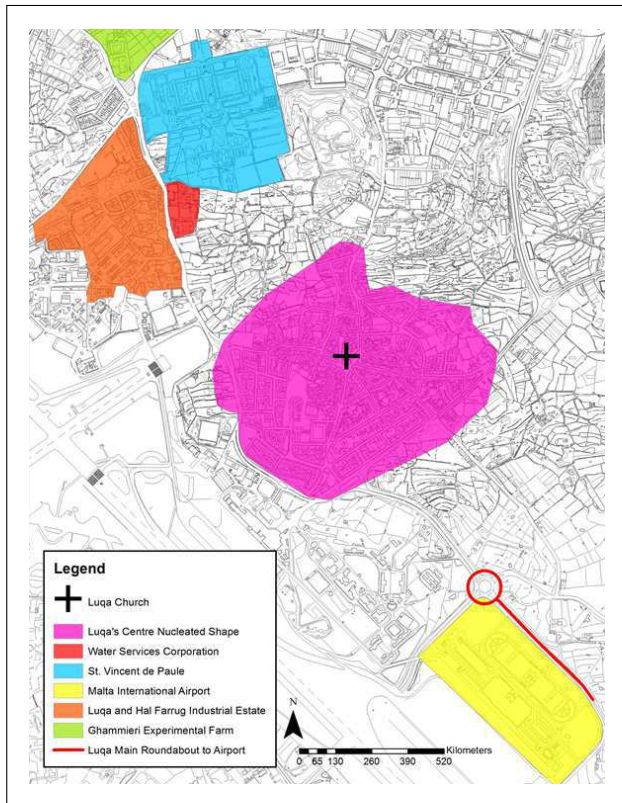 Legend
Luqa Church
Luqa's Centre Nucleated Shape
Water Services Corporation
St. Vincent de Paule
Malta International Airport
Luqa and Hal Farrug Industrial Estate
Ghammieri Experimental Farm
Luqa Main Roundabout to Airport
N
Kilometers
0 65 130 260 390 520